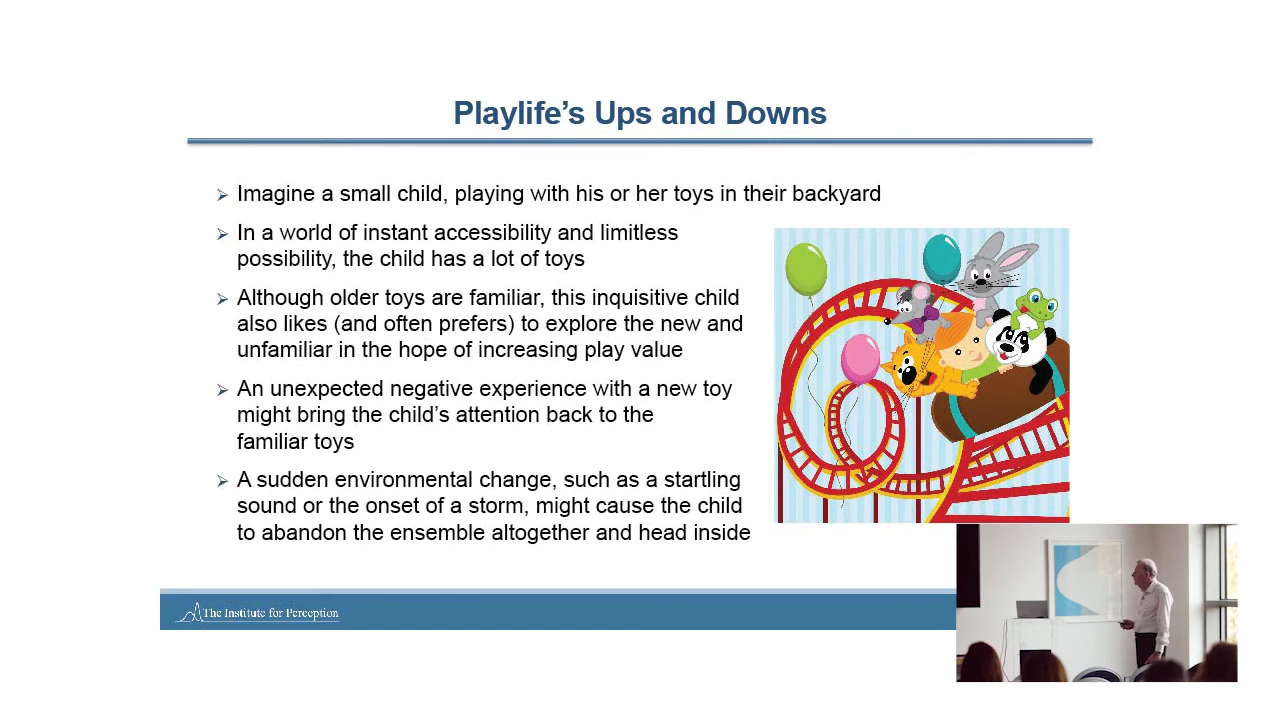 Playlife's Ups and Downs
Imagine a small child, playing with his or her toys in their backyard
In a world of instant accessibility and limitless
possibility, the child has a lot of toys
Although older toys are familiar, this inquisitive child
also likes (and often prefers) to explore the new and
unfamiliar in the hope of increasing play value
An unexpected negative experience with a new toy
might bring the child's attention back to the
familiar toys
A sudden environmental change, such as a startling
sound or the onset of a storm, might cause the child
to abandon the ensemble altogether and head inside
The Institute for Perception